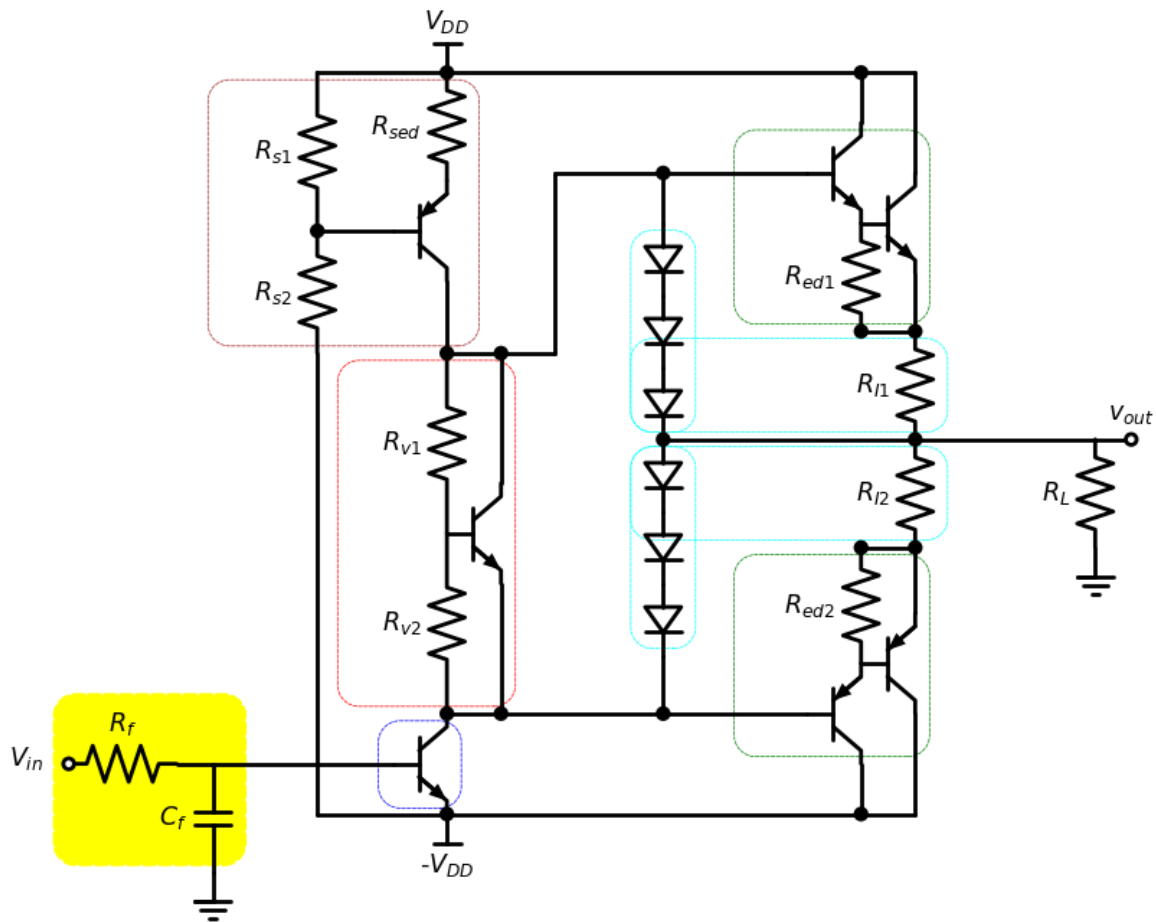 V_DD
R_sed
R_s1
R_s2
R_ed1
R_l1
v_out
R_v1
R_l2
R_L
R_v2
R_ed2
R_f
V_in
C_f
-V_DD